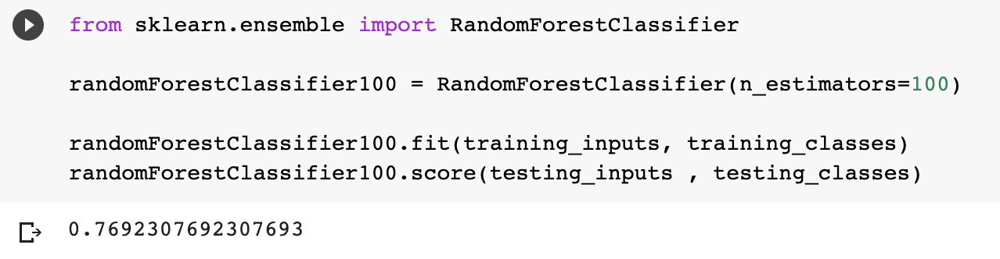 from sklearn.ensemble import RandomForestClassifier
randomForestClassifier100 = RandomForestClassifier(n_estimators=100)
randomForestClassifier100.fit(training_inputs, training_classes)
randomForestClassifier100.score(testing_inputs , testing_classes)
0.7692307692307693